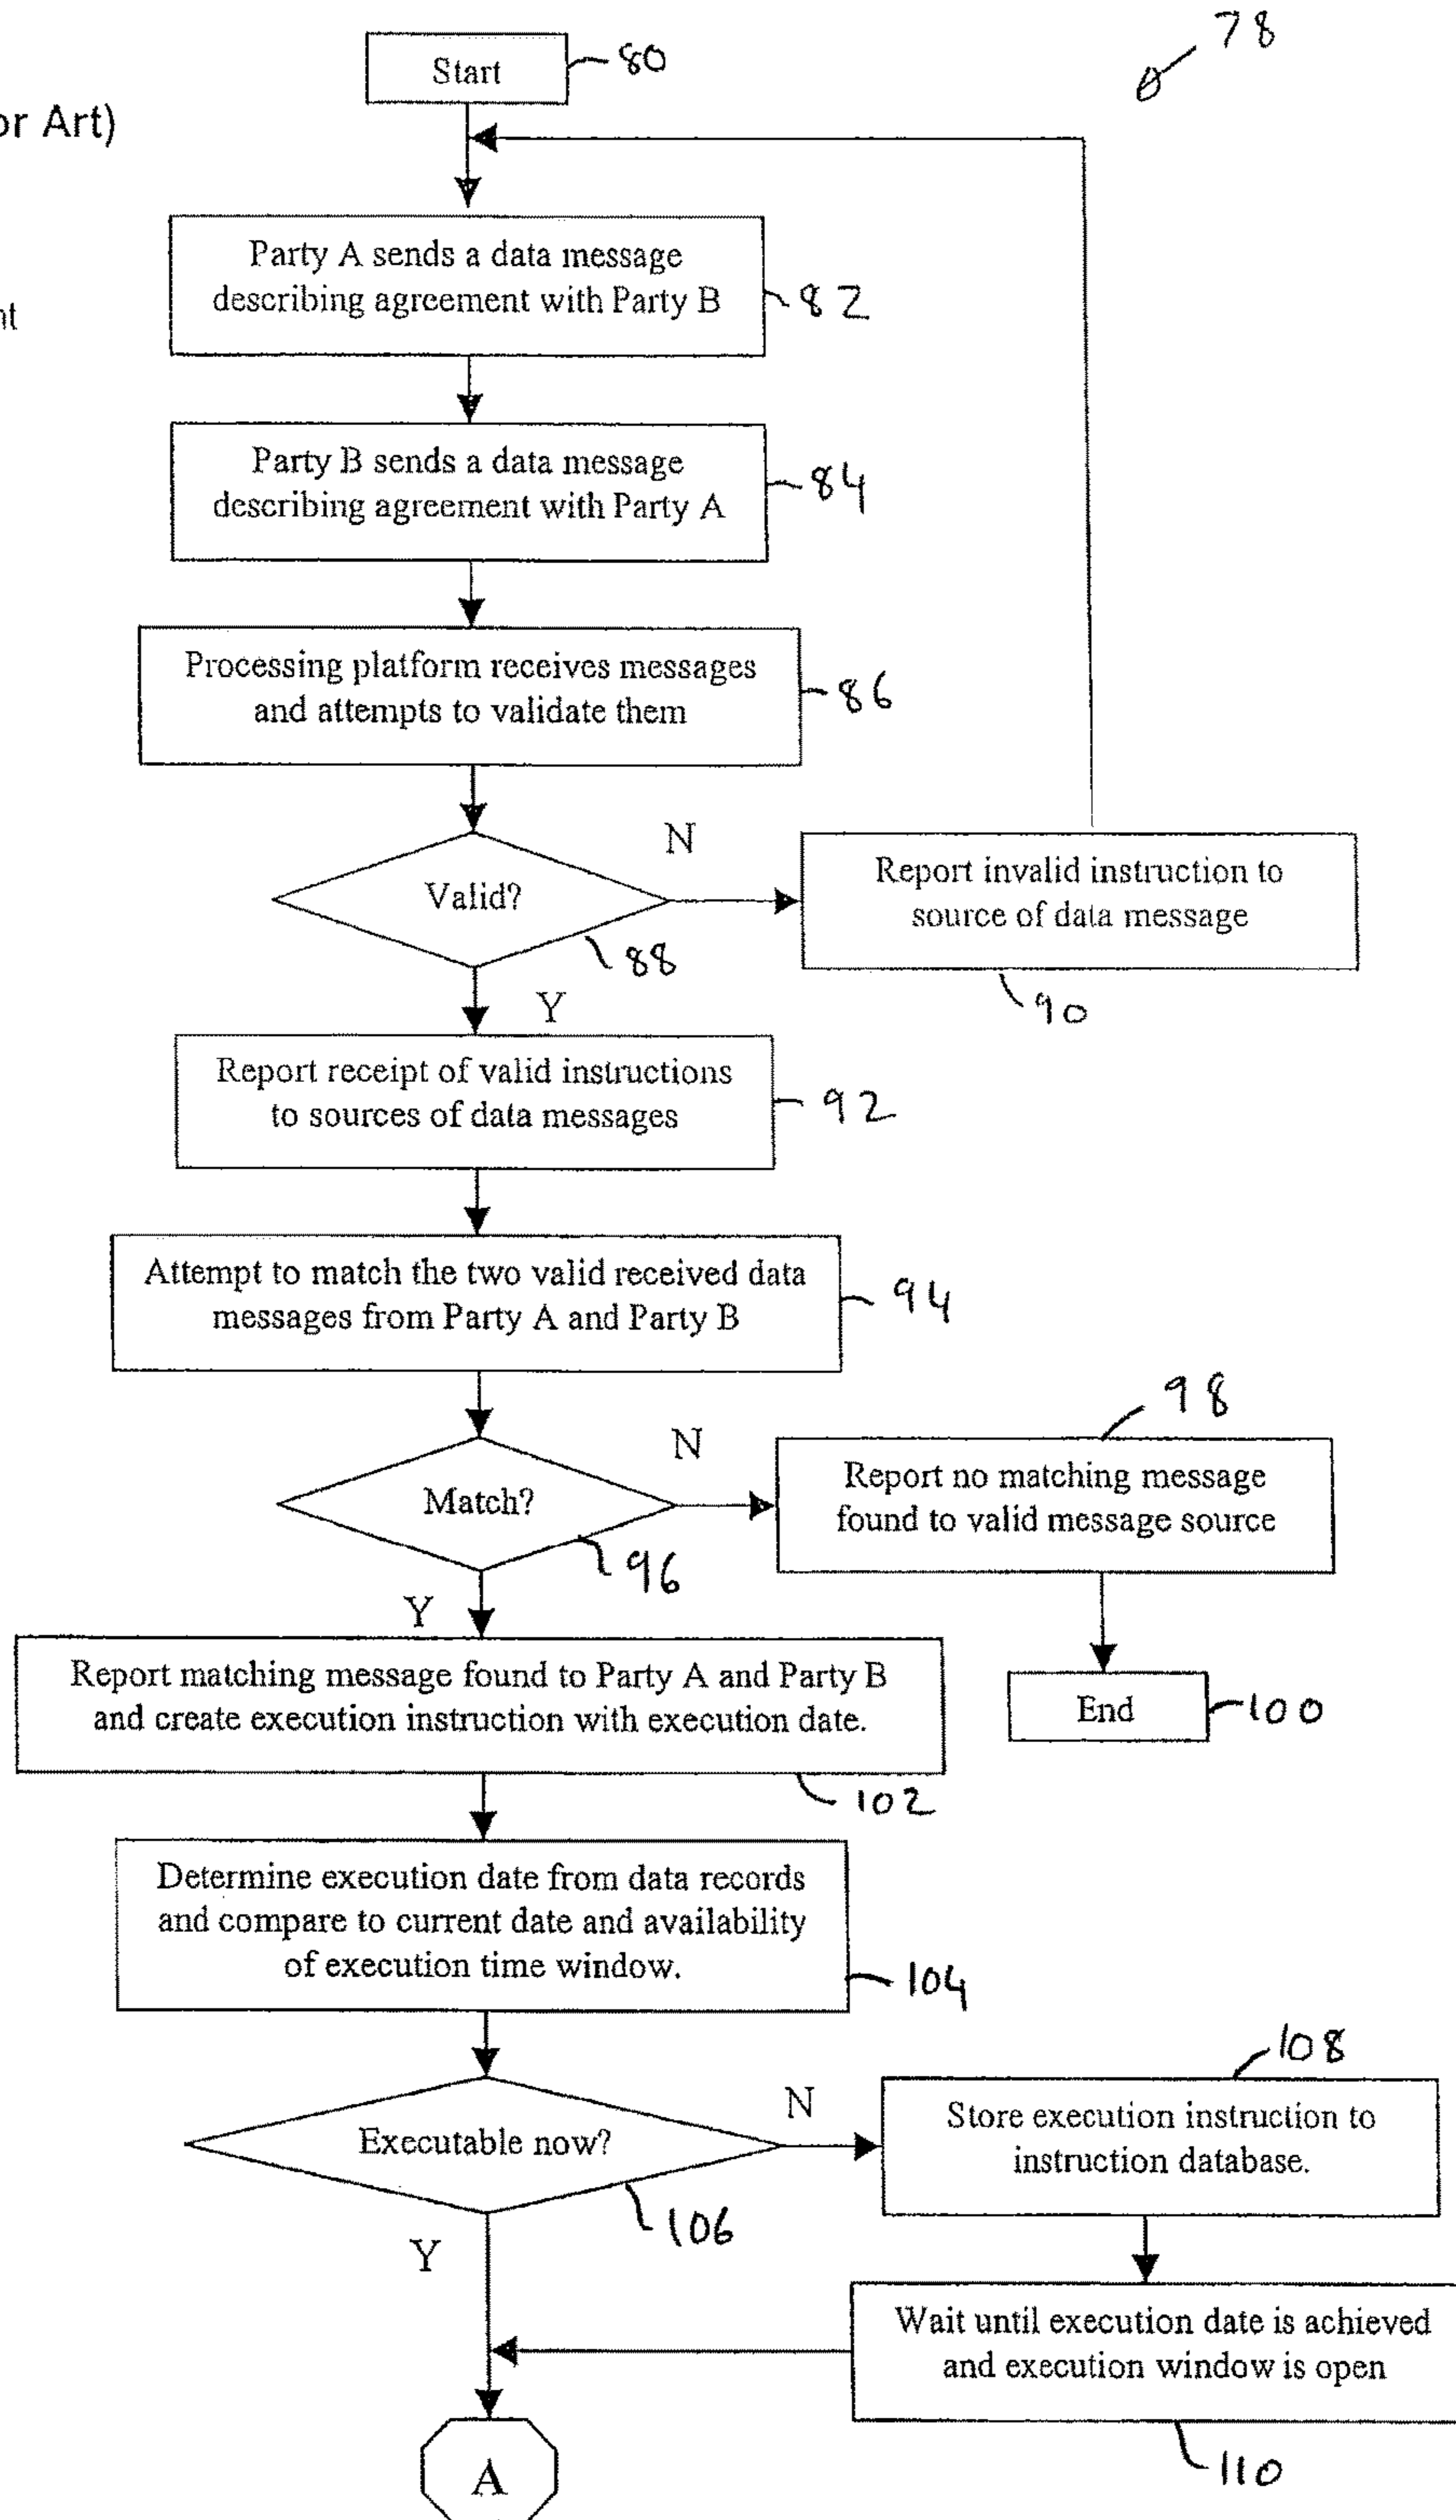 78
Start
80
or Art)
Party A sends a data message
describing agreement with Party B
82
nt
Party B sends a data message
describing agreement with Party A
84
Processing platform receives messages
and attempts to validate them
86
Valid?
88
N
Report invalid instruction to
source of data message
90
Y
Report receipt of valid instructions
to sources of data messages
92
Attempt to match the two valid received data
messages from Party A and Party B
94
Match?
96
N
98
Report no matching message
found to valid message source
End
100
Y
Report matching message found to Party A and Party B
and create execution instruction with execution date.
102
Determine execution date from data records
and compare to current date and availability
of execution time window.
104
Executable now?
106
N
108
Store execution instruction to
instruction database.
Y
Wait until execution date is achieved
and execution window is open
110
A